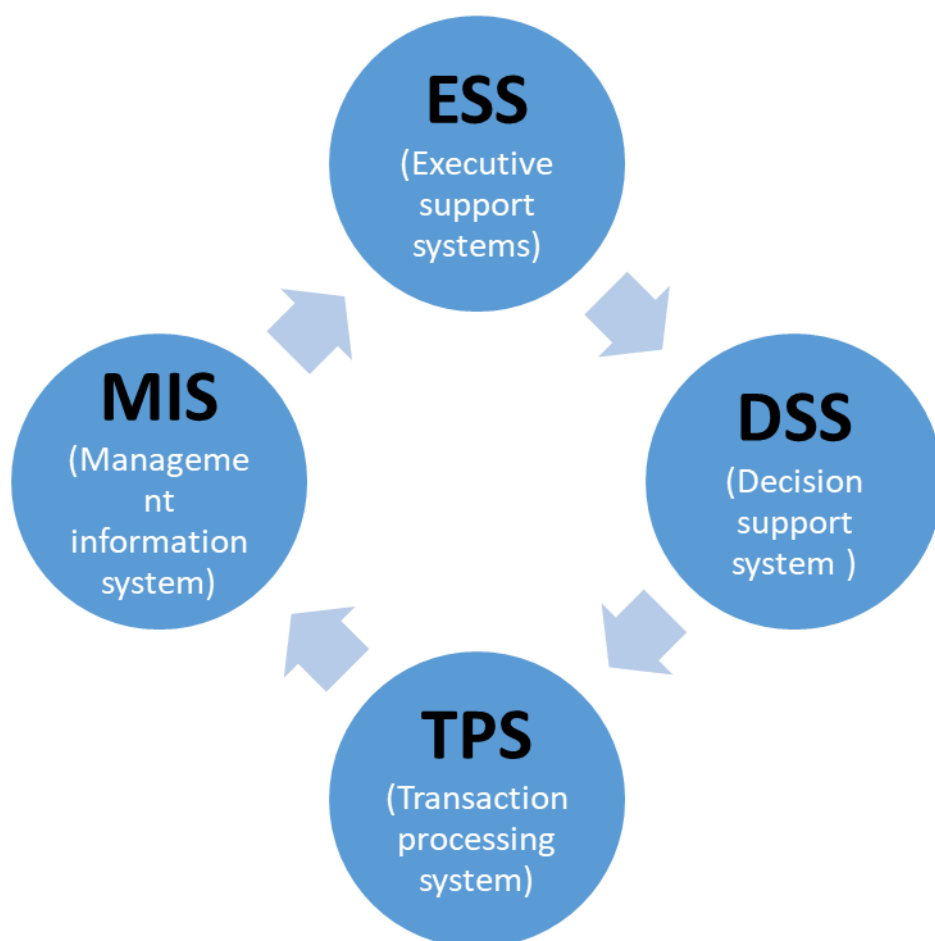 ESS
(Executive
support
systems)
MIS
(Manageme
nt
information
system)
DSS
(Decision
support
system )
TPS
(Transaction
processing
system)